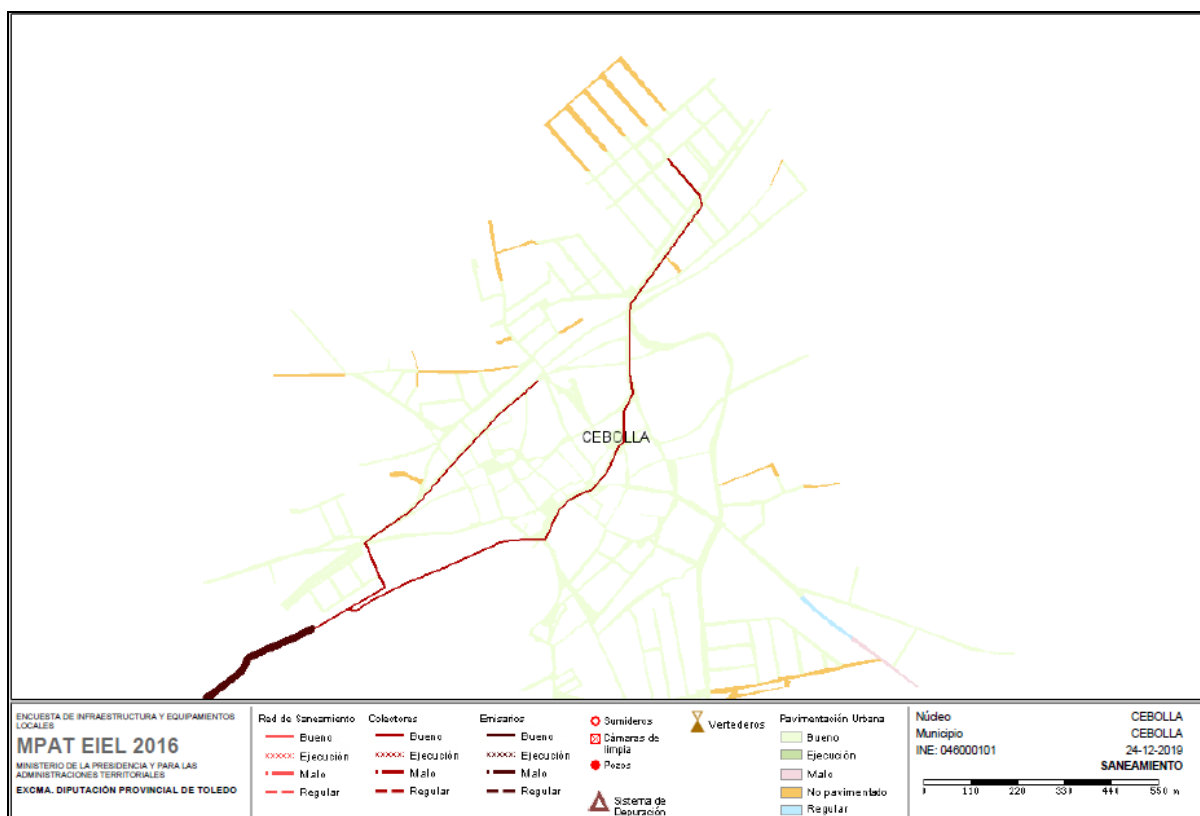 CEBOLLA
ENCUESTA DE INFRAESTRUCTURA Y EQUIPAMIENTOS
LOCALES
MPAT EIEL 2016
MINISTERIO DE LA PRESIDENCIA Y PARA LAS
ADMINISTRACIONES TERRITORIALES
EXCMA. DIPUTACIÓN PROVINCIAL DE TOLEDO
Red de Saneamiento
Bueno
Ejecución
Malo
Regular
Colectores
Bueno
Ejecución
Malo
Regular
Emisarios
Bueno
Ejecución
Malo
Regular
Sumideros
Cámaras de
limpia
Pozos
Sistema de
Depuración
Vertederos
Pavimentación Urbana
Bueno
Ejecución
Malo
No pavimentado
Regular
Núcleo CEBOLLA
Municipio CEBOLLA
INE: 046000101 24-12-2019
SANEAMIENTO
0 110 220 330 440 550 m